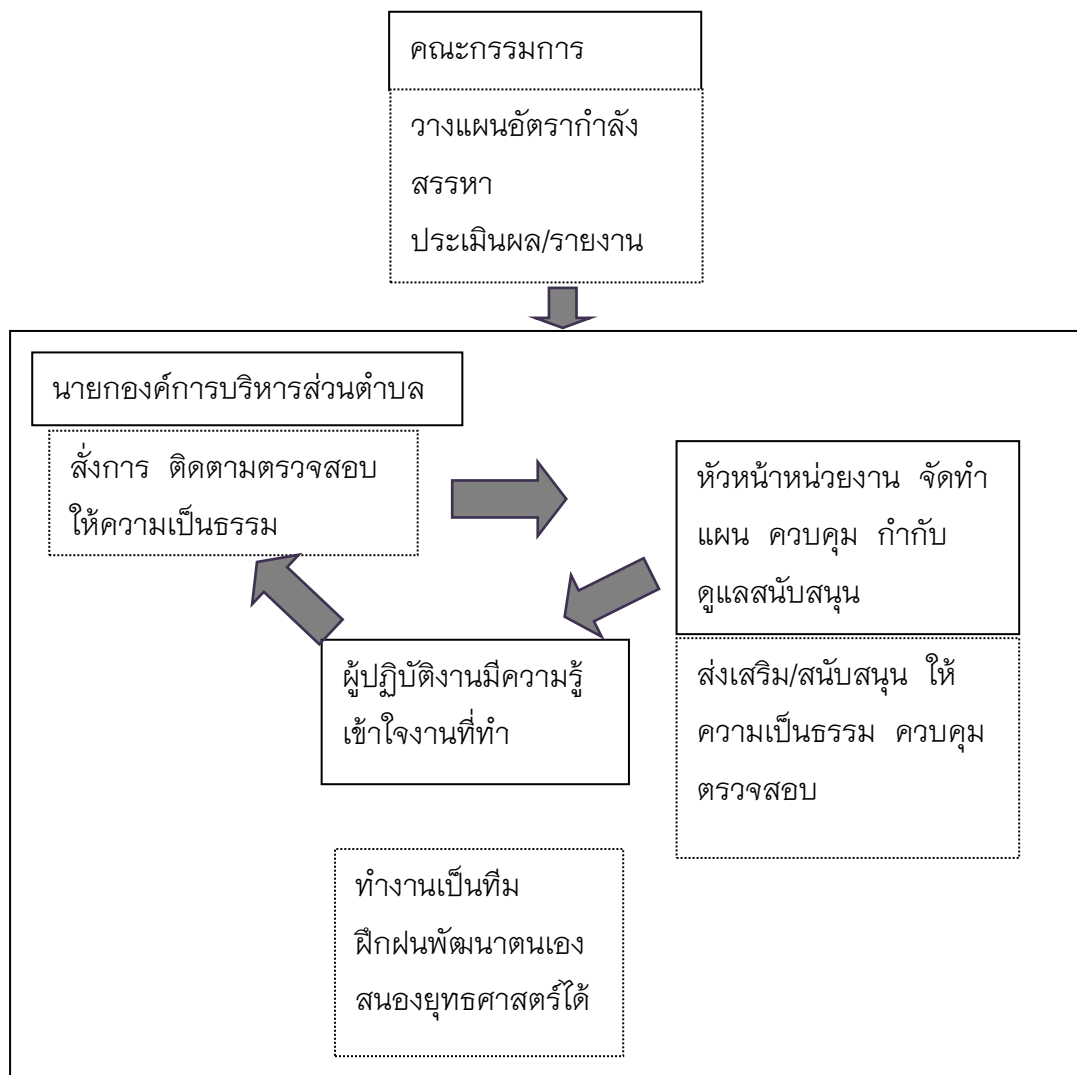 คณะกรรมการ
วางแผนอัตรากำลัง
สรรหา
ประเมินผล/รายงาน
นายกองค์การบริหารส่วนตำบล
สั่งการ ติดตามตรวจสอบ
ให้ความเป็นธรรม
หัวหน้าหน่วยงาน จัดทำ
แผน ควบคุม กำกับ
ดูแลสนับสนุน
ส่งเสริม/สนับสนุน ให้
ความเป็นธรรม ควบคุม
ตรวจสอบ
ผู้ปฏิบัติงานมีความรู้
เข้าใจงานที่ทำ
ทำงานเป็นทีม
ฝึกฝนพัฒนาตนเอง
สนองยุทธศาสตร์ได้